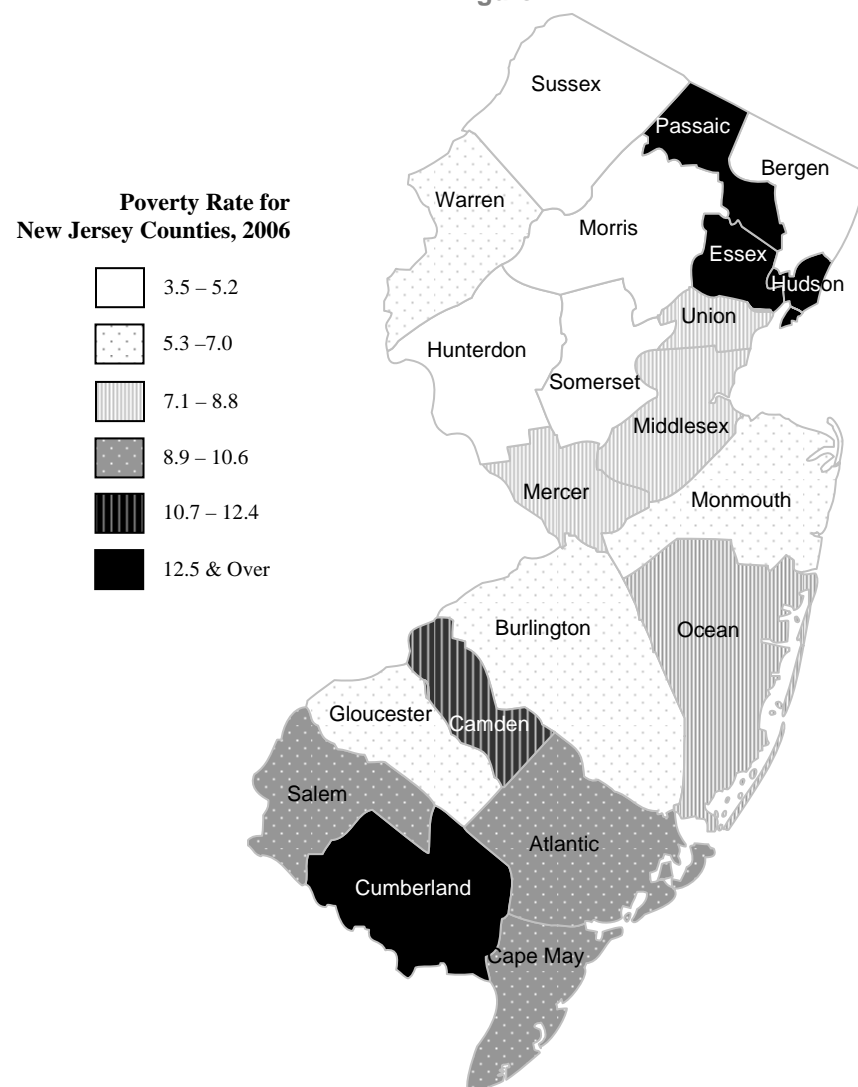 Sussex
Passaic
Bergen
Warren
Poverty Rate for
New Jersey Counties, 2006
Morris
Essex
Hudson
3.5 – 5.2
Union
5.3 –7.0
Hunterdon
Somerset
7.1 – 8.8
Middlesex
8.9 – 10.6
Mercer
Monmouth
10.7 – 12.4
12.5 & Over
Burlington
Ocean
Gloucester
Camden
Salem
Atlantic
Cumberland
Cape May